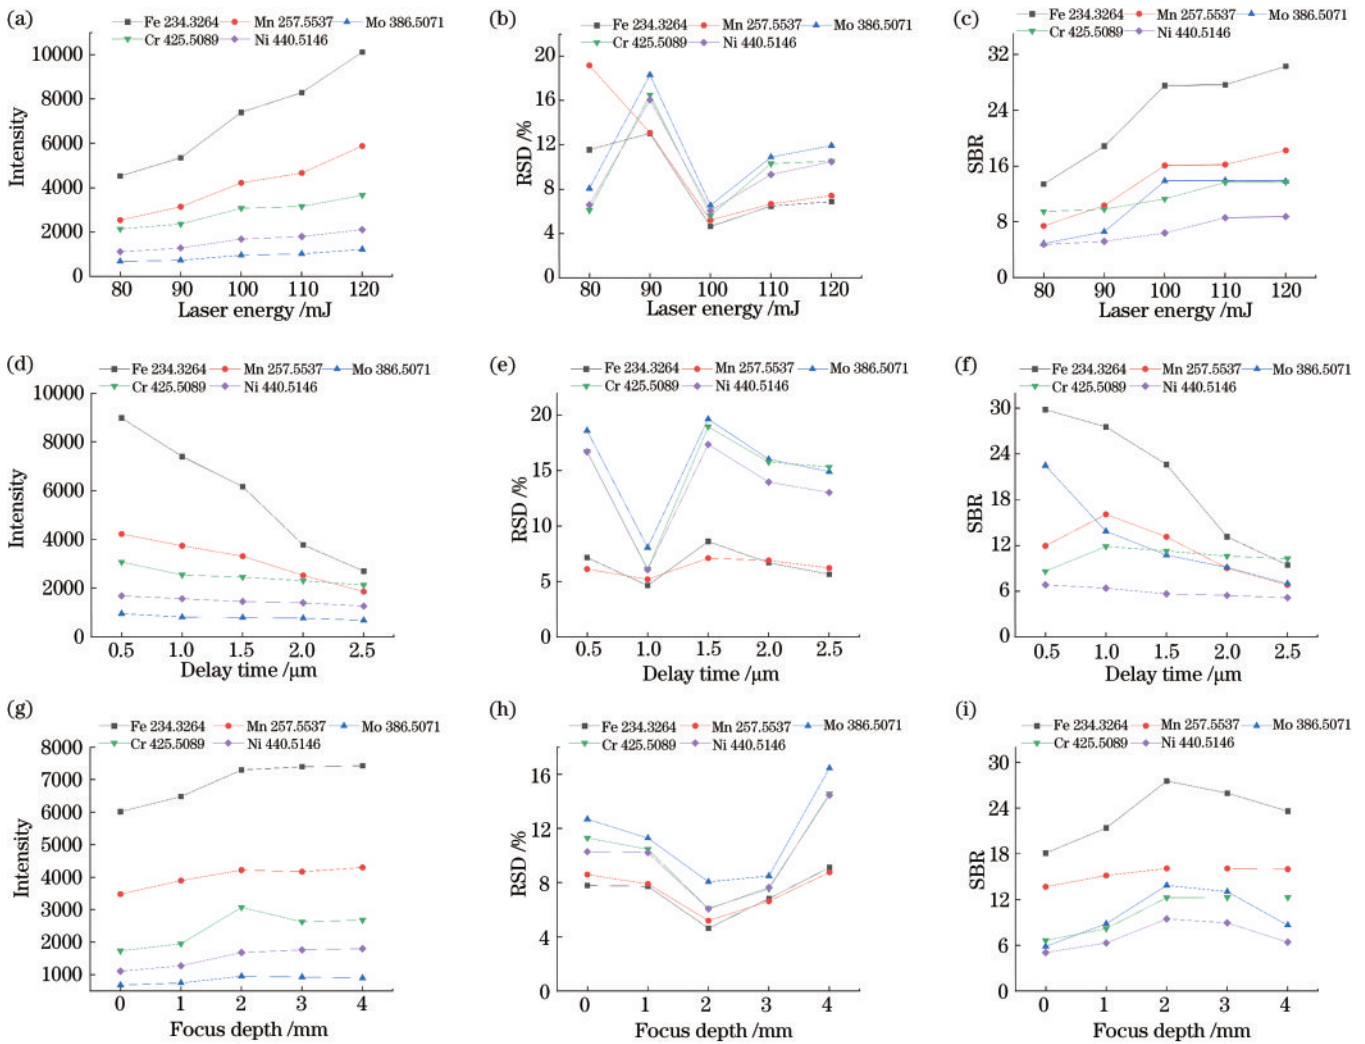 (a)
Fe 234.3264 Mn 257.5537 Mo 386.5071
Cr 425.5089 Ni 440.5146
10000
8000
6000
4000
2000
0
Intensity
80 90 100 110 120
Laser energy /mJ
(b)
Fe 234.3264 Mn 257.5537 Mo 386.5071
Cr 425.5089 Ni 440.5146
20
16
12
8
4
0
RSD /%
80 90 100 110 120
Laser energy /mJ
(c)
Fe 234.3264 Mn 257.5537 Mo 386.5071
Cr 425.5089 Ni 440.5146
32
24
16
8
0
SBR
80 90 100 110 120
Laser energy /mJ
(d)
Fe 234.3264 Mn 257.5537 Mo 386.5071
Cr 425.5089 Ni 440.5146
10000
8000
6000
4000
2000
0
Intensity
0.5 1.0 1.5 2.0 2.5
Delay time /μm
(e)
Fe 234.3264 Mn 257.5537 Mo 386.5071
Cr 425.5089 Ni 440.5146
20
15
10
5
0
RSD /%
0.5 1.0 1.5 2.0 2.5
Delay time /μm
(f)
Fe 234.3264 Mn 257.5537 Mo 386.5071
Cr 425.5089 Ni 440.5146
30
24
18
12
6
0
SBR
0.5 1.0 1.5 2.0 2.5
Delay time /μm
(g)
Fe 234.3264 Mn 257.5537 Mo 386.5071
Cr 425.5089 Ni 440.5146
8000
7000
6000
5000
4000
3000
2000
1000
Intensity
0 1 2 3 4
Focus depth /mm
(h)
Fe 234.3264 Mn 257.5537 Mo 386.5071
Cr 425.5089 Ni 440.5146
16
12
8
4
0
RSD /%
0 1 2 3 4
Focus depth /mm
(i)
Fe 234.3264 Mn 257.5537 Mo 386.5071
Cr 425.5089 Ni 440.5146
30
24
18
12
6
0
SBR
0 1 2 3 4
Focus depth /mm